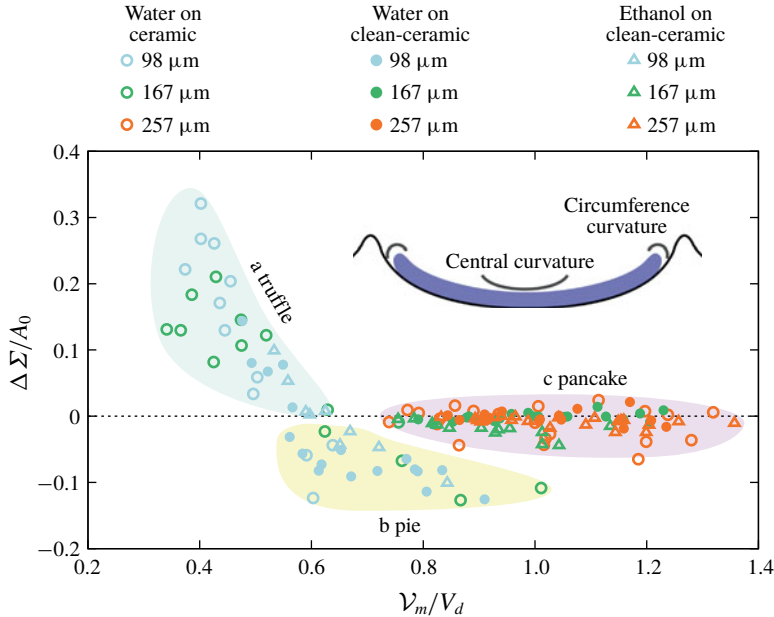 Water on ceramic
98 μm
167 μm
257 μm
Water on clean-ceramic
98 μm
167 μm
257 μm
Ethanol on clean-ceramic
98 μm
167 μm
257 μm
0.4
0.3
0.2
0.1
0
−0.1
−0.2
ΔΣ/A0
a truffle
Circumference
curvature
Central curvature
c pancake
b pie
0.2
0.4
0.6
0.8
1.0
1.2
1.4
𝒱m/Vd